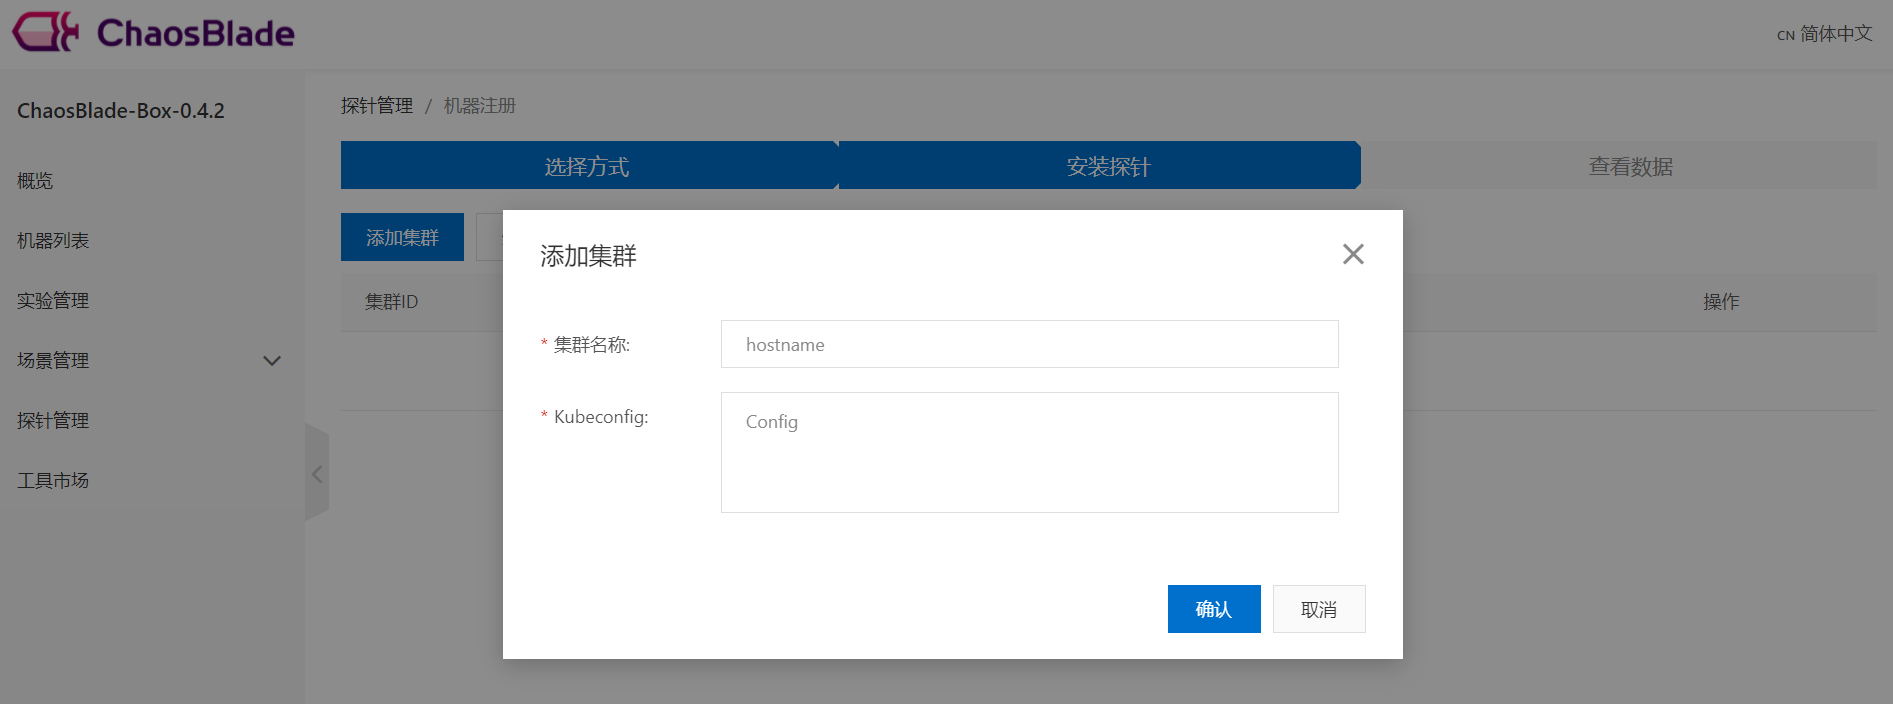 ChaosBlade
CN 简体中文
ChaosBlade-Box-0.4.2
概览
机器列表
实验管理
场景管理
探针管理
工具市场
探针管理 / 机器注册
选择方式
安装探针
查看数据
添加集群
集群ID
操作
添加集群
* 集群名称:
hostname
* Kubeconfig:
Config
确认
取消